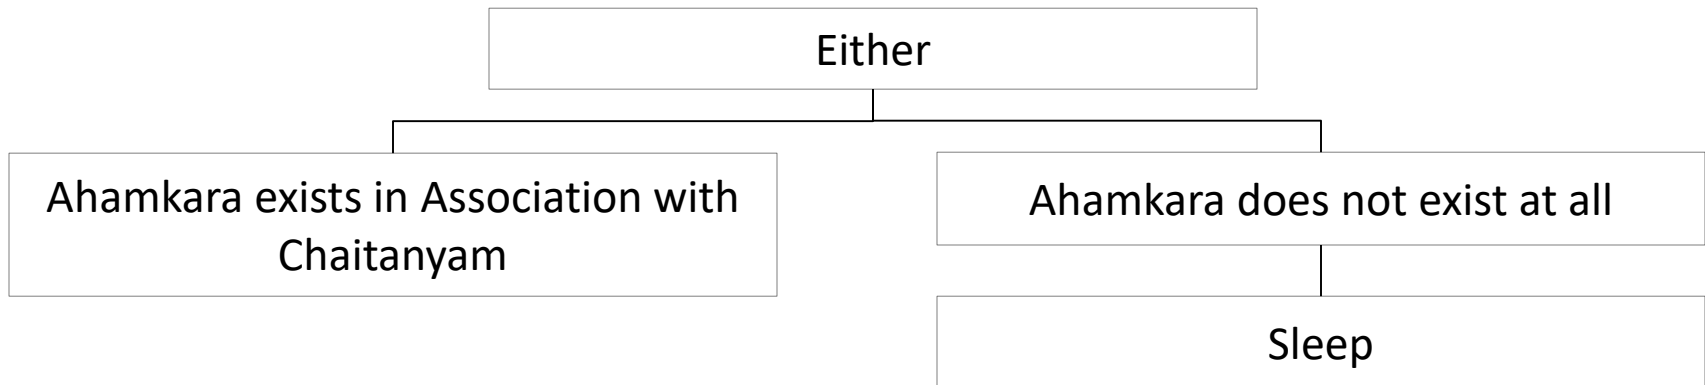 Either
Ahamkara exists in Association with
Chaitanyam
Ahamkara does not exist at all
Sleep